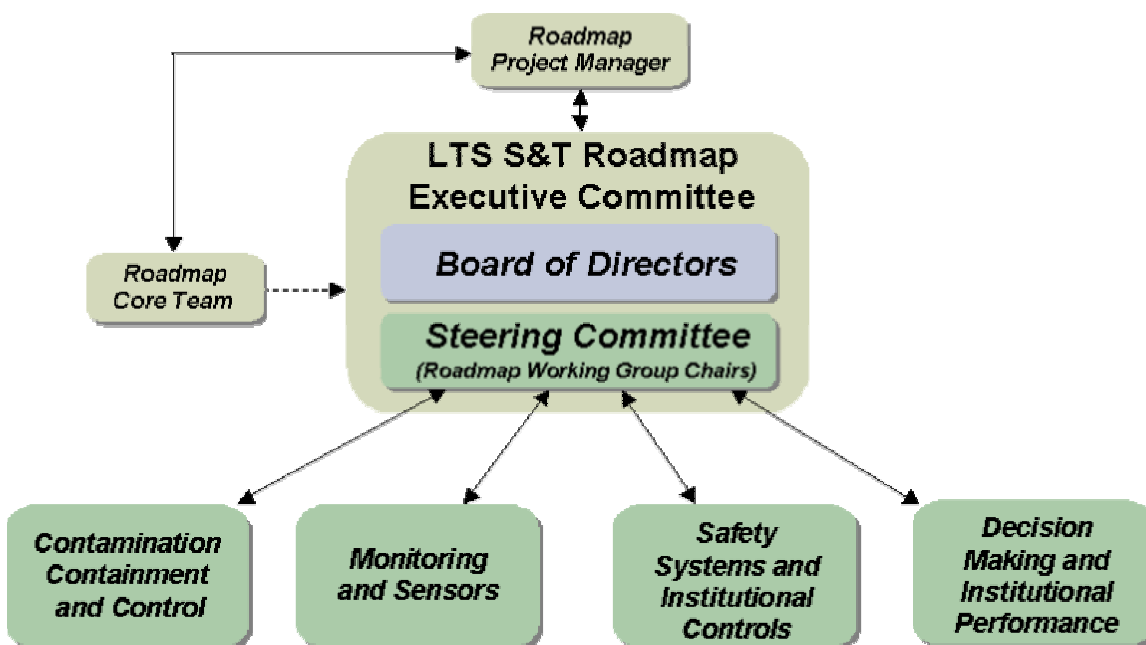 Roadmap
Project Manager
LTS S&T Roadmap
Executive Committee
Board of Directors
Roadmap
Core Team
Steering Committee
(Roadmap Working Group Chairs)
Contamination
Containment
and Control
Monitoring
and Sensors
Safety
Systems and
Institutional
Controls
Decision
Making and
Institutional
Performance